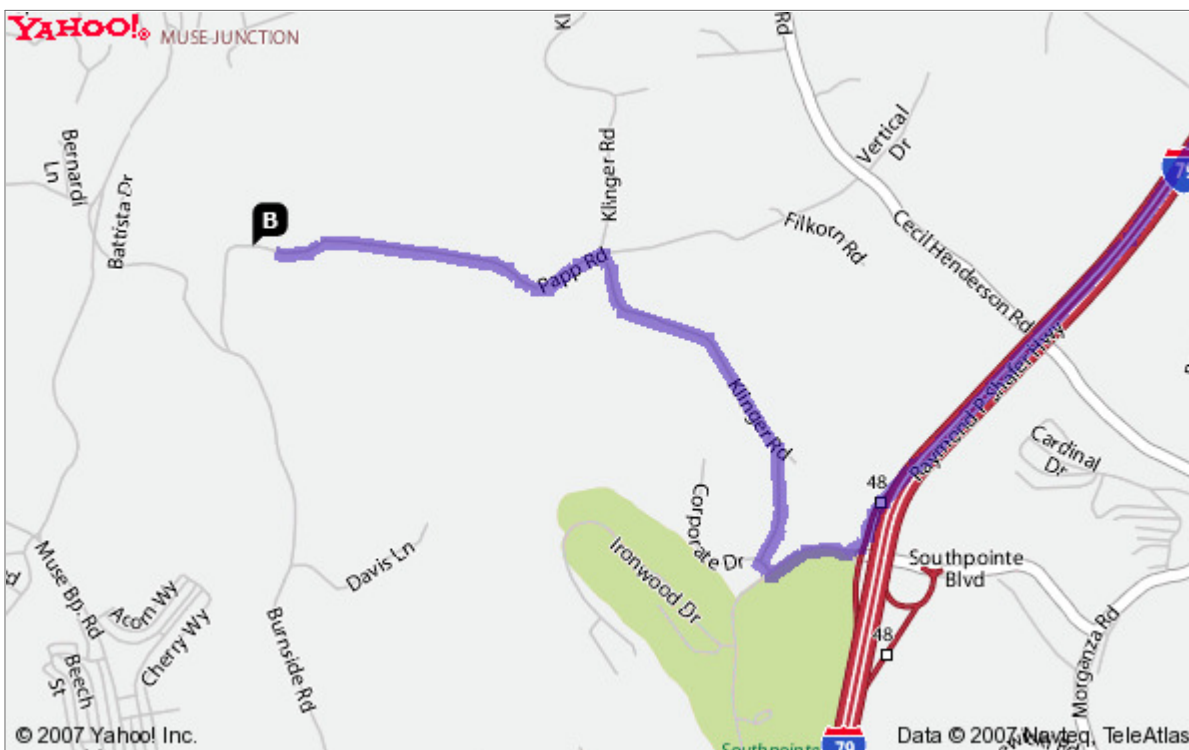 YAHOO!®
MUSE JUNCTION
Kl
Rd
Bernardi
Ln
Battista Dr
Klinger Rd
Vertical
Dr
79
B
Filkorn Rd
Cecil Henderson Rd
Papp Rd
Raymond P Shafer Hwy
Klinger Rd
Cardinal
Dr
48
Corporate Dr
Ironwood Dr
Southpointe
Blvd
Muse Bp. Rd
Davis Ln
Acorn Wy
Cherry Wy
Beech
St
Burnside Rd
48
Morganza Rd
© 2007 Yahoo! Inc.
Southpointe
79
Data © 2007 Navteq, TeleAtlas